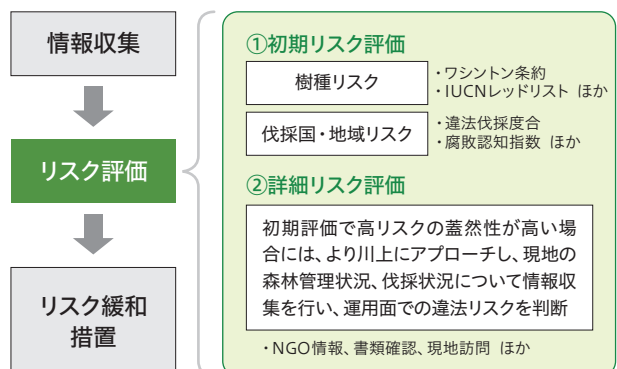 情報収集
リスク評価
リスク緩和
措置
①初期リスク評価
樹種リスク
・ワシントン条約
・IUCNレッドリスト ほか
伐採国・地域リスク
・違法伐採度合
・腐敗認知指数 ほか
②詳細リスク評価
初期評価で高リスクの蓋然性が高い場
合には、より川上にアプローチし、現地の
森林管理状況、伐採状況について情報収
集を行い、運用面での違法リスクを判断
・NGO情報、書類確認、現地訪問 ほか